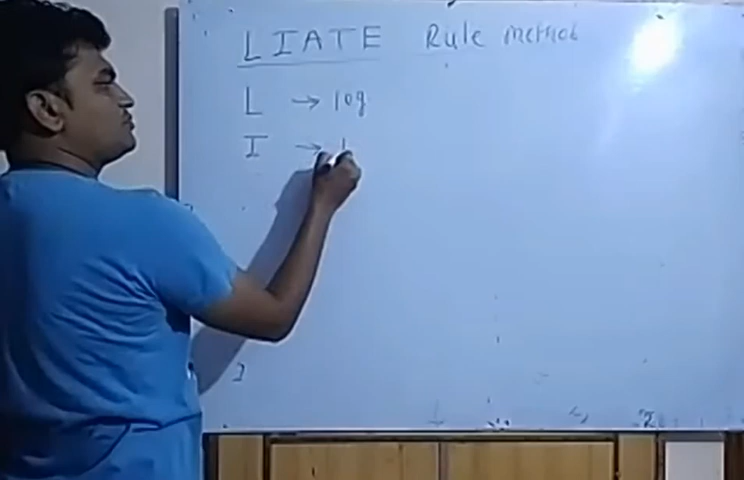 LIATE Rule method
L → log
I →